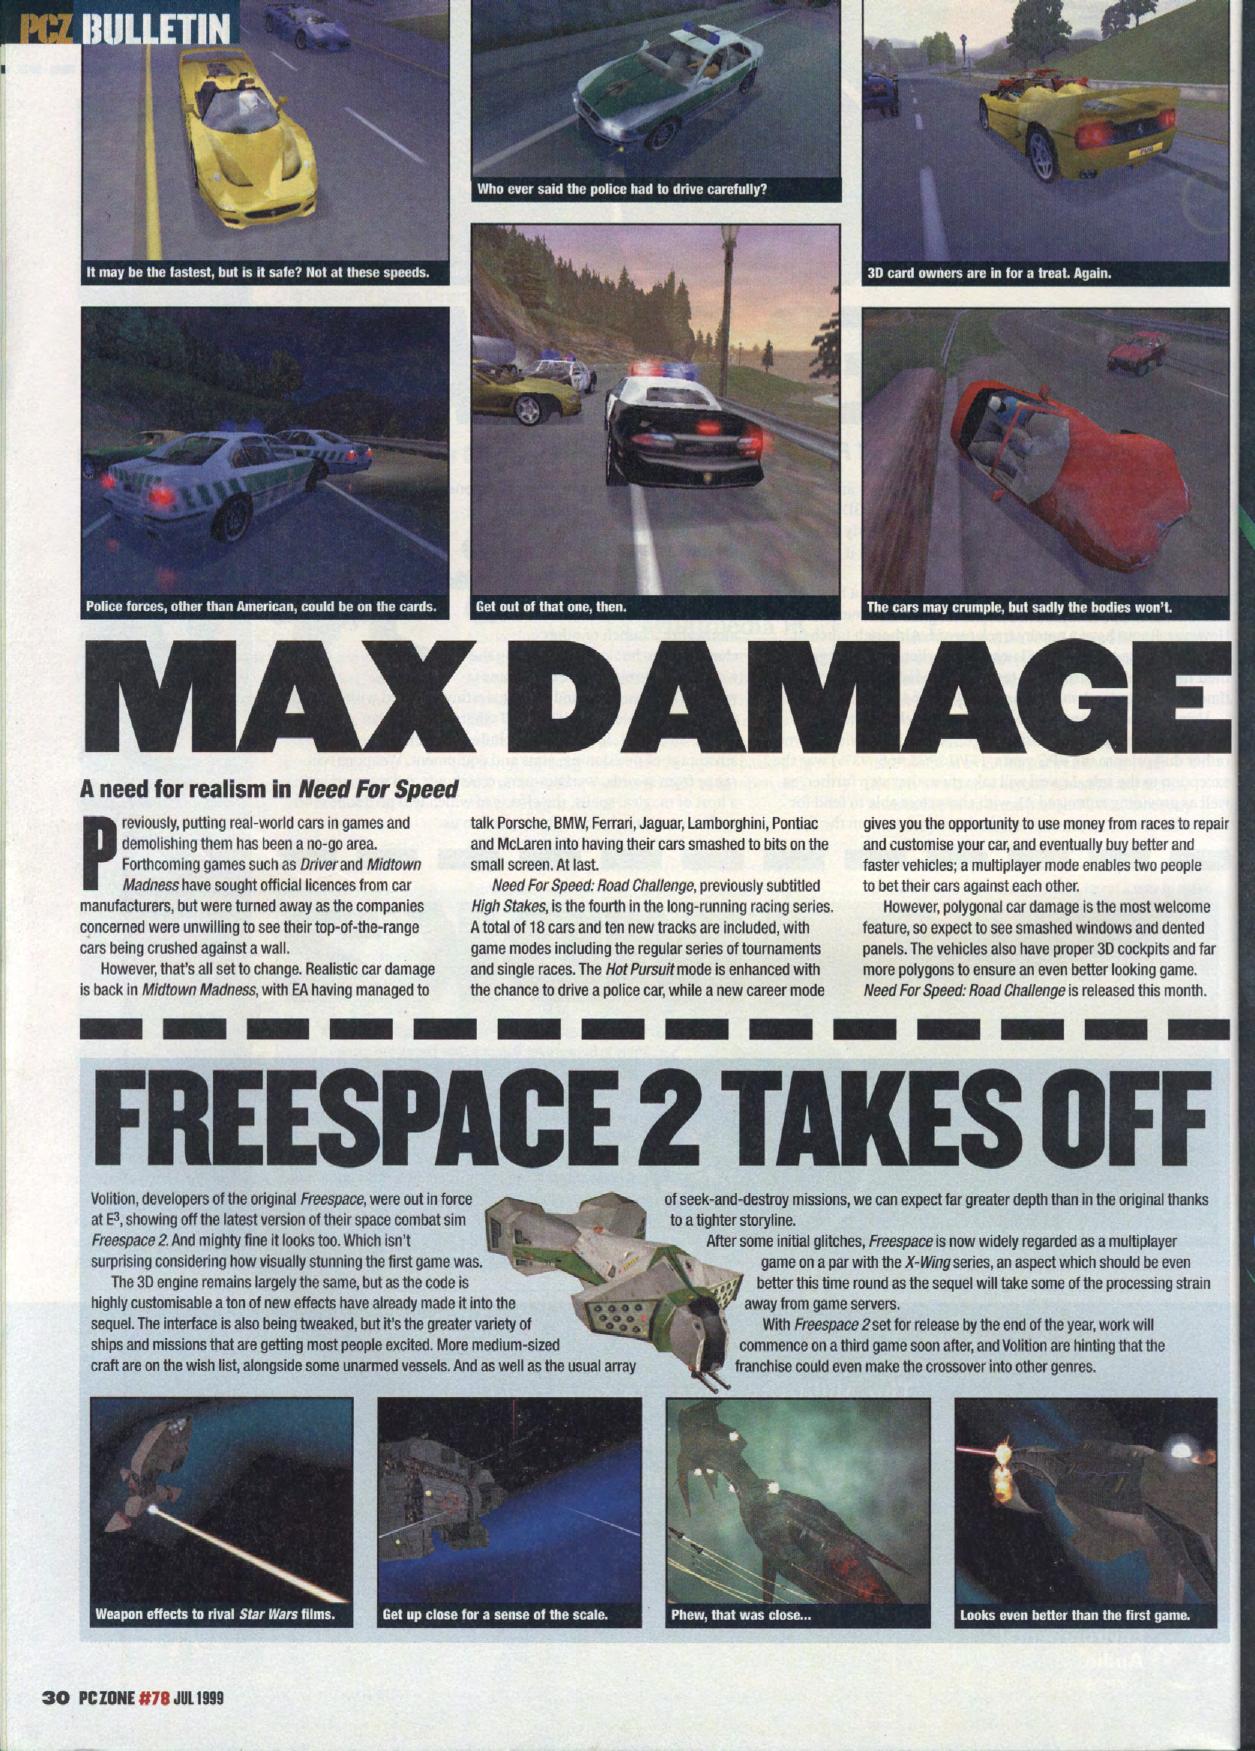 PCZ BULLETIN
It may be the fastest, but is it safe? Not at these speeds.
Who ever said the police had to drive carefully?
3D card owners are in for a treat. Again.
Police forces, other than American, could be on the cards.
Get out of that one, then.
The cars may crumple, but sadly the bodies won't.
MAX DAMAGE
A need for realism in Need For Speed
Previously, putting real-world cars in games and
demolishing them has been a no-go area.
Forthcoming games such as Driver and Midtown
Madness have sought official licences from car
manufacturers, but were turned away as the companies
concerned were unwilling to see their top-of-the-range
cars being crushed against a wall.
However, that's all set to change. Realistic car damage
is back in Midtown Madness, with EA having managed to
talk Porsche, BMW, Ferrari, Jaguar, Lamborghini, Pontiac
and McLaren into having their cars smashed to bits on the
small screen. At last.
Need For Speed: Road Challenge, previously subtitled
High Stakes, is the fourth in the long-running racing series.
A total of 18 cars and ten new tracks are included, with
game modes including the regular series of tournaments
and single races. The Hot Pursuit mode is enhanced with
the chance to drive a police car, while a new career mode
gives you the opportunity to use money from races to repair
and customise your car, and eventually buy better and
faster vehicles; a multiplayer mode enables two people
to bet their cars against each other.
However, polygonal car damage is the most welcome
feature, so expect to see smashed windows and dented
panels. The vehicles also have proper 3D cockpits and far
more polygons to ensure an even better looking game.
Need For Speed: Road Challenge is released this month.
FREESPACE 2 TAKES OFF
Volition, developers of the original Freespace, were out in force
at E³, showing off the latest version of their space combat sim
Freespace 2. And mighty fine it looks too. Which isn't
surprising considering how visually stunning the first game was.
The 3D engine remains largely the same, but as the code is
highly customisable a ton of new effects have already made it into the
sequel. The interface is also being tweaked, but it's the greater variety of
ships and missions that are getting most people excited. More medium-sized
craft are on the wish list, alongside some unarmed vessels. And as well as the usual array
of seek-and-destroy missions, we can expect far greater depth than in the original thanks
to a tighter storyline.
After some initial glitches, Freespace is now widely regarded as a multiplayer
game on a par with the X-Wing series, an aspect which should be even
better this time round as the sequel will take some of the processing strain
away from game servers.
With Freespace 2 set for release by the end of the year, work will
commence on a third game soon after, and Volition are hinting that the
franchise could even make the crossover into other genres.
Weapon effects to rival Star Wars films.
Get up close for a sense of the scale.
Phew, that was close...
Looks even better than the first game.
30 PC ZONE #78 JUL 1999